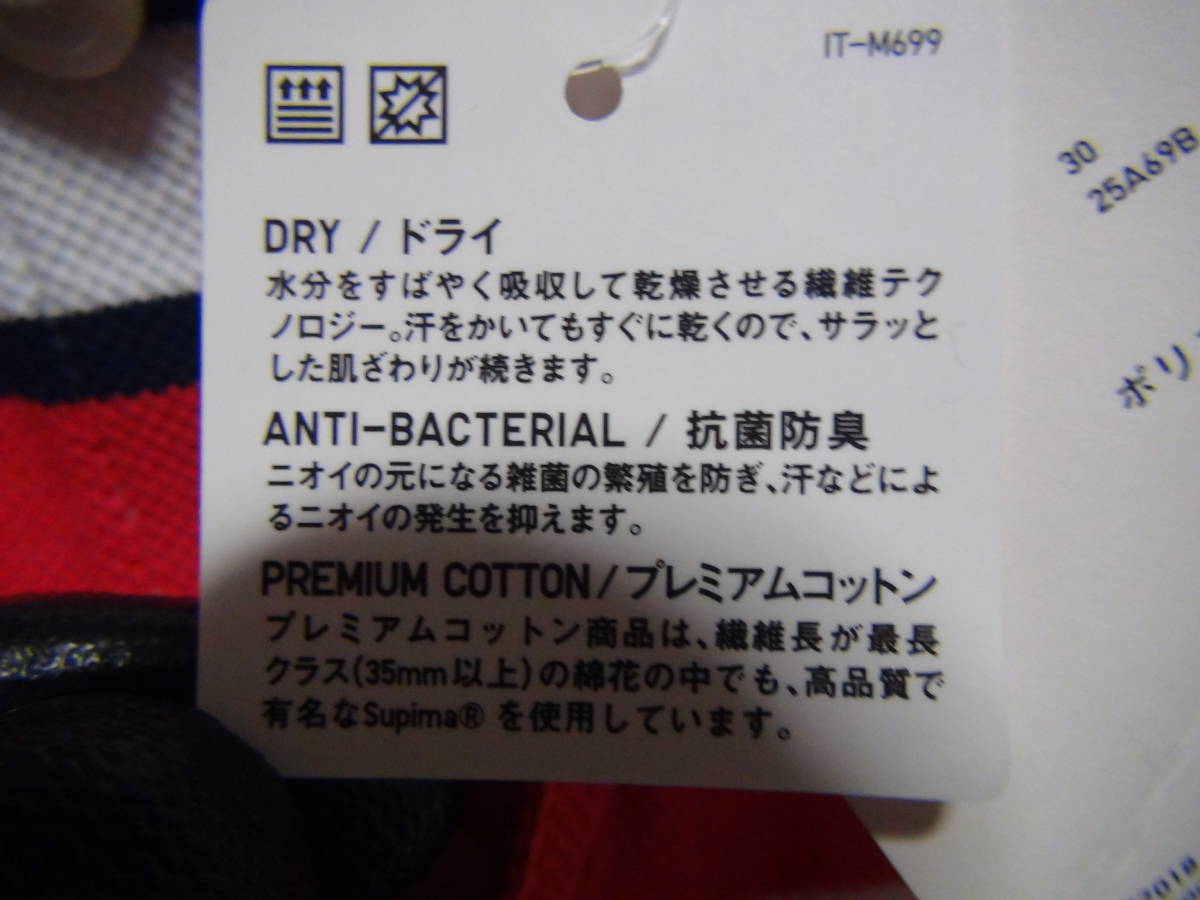 IT-M699
DRY / ドライ
水分をすばやく吸収して乾燥させる繊維テク
ノロジー。汗をかいてもすぐに乾くので、サラッと
した肌ざわりが続きます。
ANTI-BACTERIAL / 抗菌防臭
ニオイの元になる雑菌の繁殖を防ぎ、汗などによ
るニオイの発生を抑えます。
PREMIUM COTTON/プレミアムコットン
プレミアムコットン商品は、繊維長が最長
クラス(35mm以上)の綿花の中でも、高品質で
有名なSupima® を使用しています。
30
25A69B
ポリ